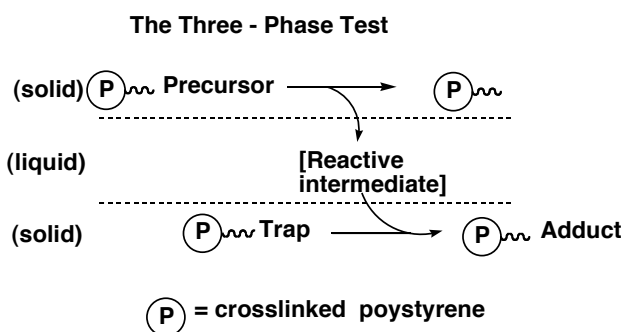 The Three - Phase Test
(solid) P Precursor P
(liquid) [Reactive
intermediate]
(solid) P Trap P Adduct
P = crosslinked poystyrene